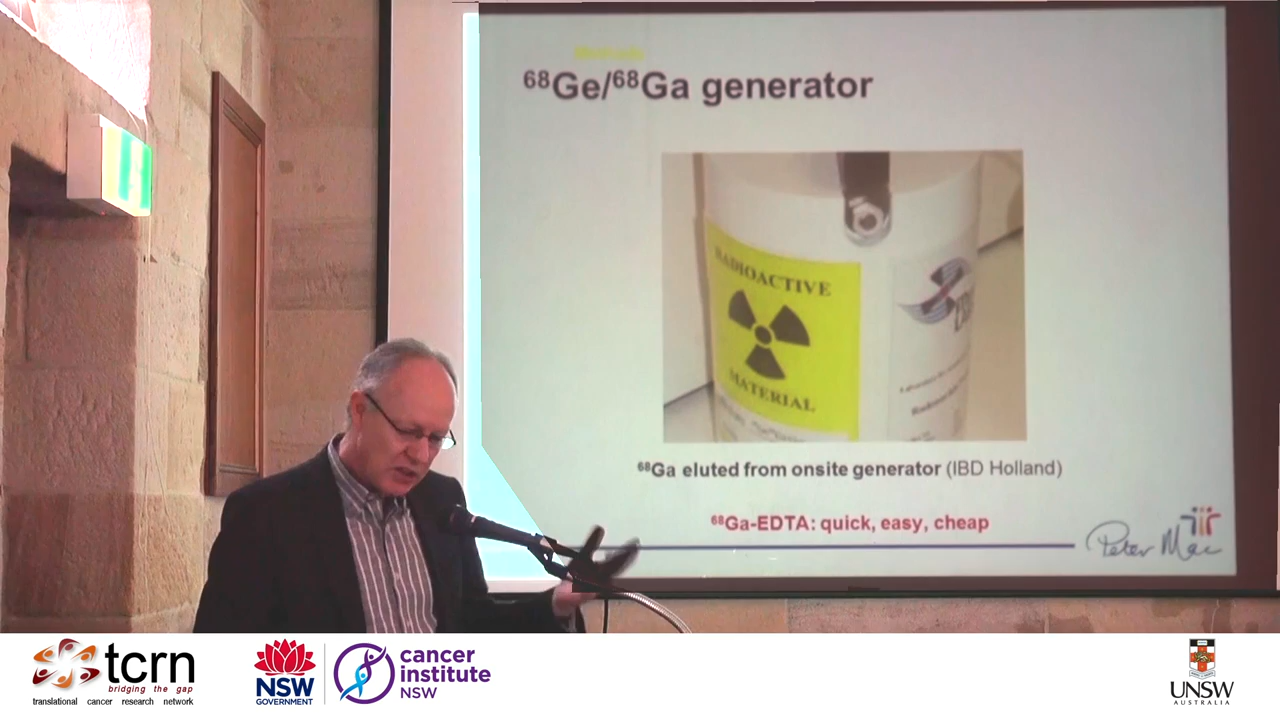 68Ge/68Ga generator
RADIOACTIVE
MATERIAL
68Ga eluted from onsite generator (IBD Holland)
68Ga-EDTA: quick, easy, cheap
Peter Mac
tcrn
bridging the gap
translational cancer research network
NSW
GOVERNMENT
cancer
institute
NSW
UNSW
AUSTRALIA